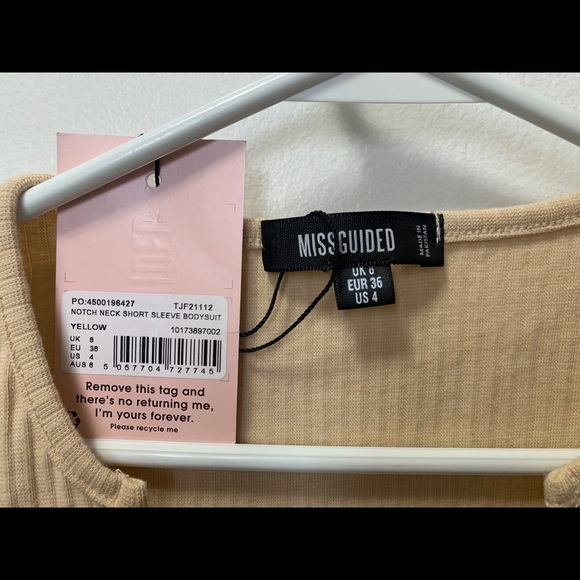 PO:4500196427 TJF21112
NOTCH NECK SHORT SLEEVE BODYSUIT
YELLOW 10173897002
UK 8
EU 36
US 4
AUS 8
5 057704 727745
Remove this tag and
there's no returning me,
I'm yours forever.
Please recycle me
MISSGUIDED
MADE IN
PAKISTAN
UK 8
EUR 36
US 4